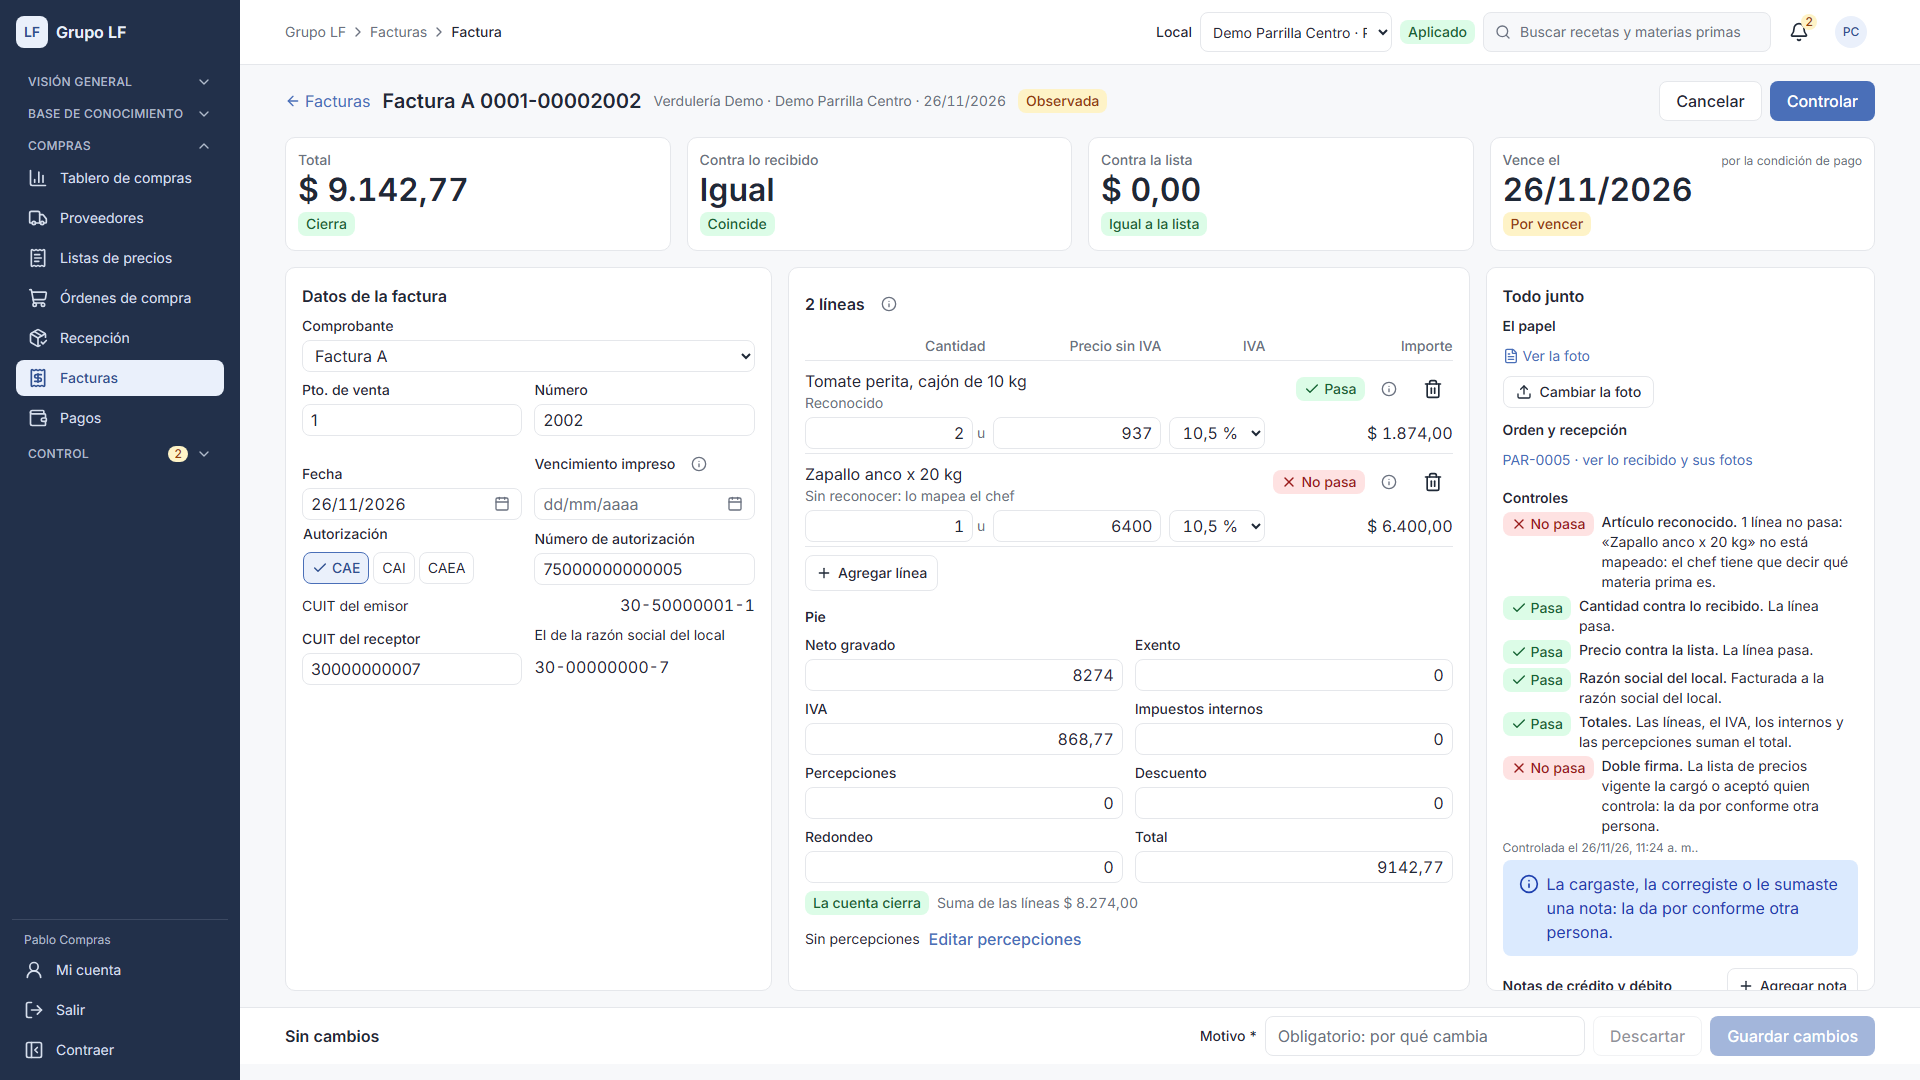 LF Grupo LF
VISIÓN GENERAL
BASE DE CONOCIMIENTO
COMPRAS
Tablero de compras
Proveedores
Listas de precios
Órdenes de compra
Recepción
Facturas
Pagos
CONTROL 2
Pablo Compras
Mi cuenta
Salir
Contraer
Grupo LF > Facturas > Factura
Local Demo Parrilla Centro · Aplicado Buscar recetas y materias primas 2 PC
← Facturas Factura A 0001-00002002 Verdulería Demo · Demo Parrilla Centro · 26/11/2026 Observada Cancelar Controlar
Total
$ 9.142,77
Cierra
Contra lo recibido
Igual
Coincide
Contra la lista
$ 0,00
Igual a la lista
Vence el por la condición de pago
26/11/2026
Por vencer
Datos de la factura
Comprobante
Factura A
Pto. de venta Número
1 2002
Fecha Vencimiento impreso
26/11/2026 dd/mm/aaaa
Autorización Número de autorización
CAE CAI CAEA 75000000000005
CUIT del emisor 30-50000001-1
CUIT del receptor El de la razón social del local
30000000007 30-00000000-7
2 líneas
Cantidad Precio sin IVA IVA Importe
Tomate perita, cajón de 10 kg Pasa
Reconocido
2 u 937 10,5 % $ 1.874,00
Zapallo anco x 20 kg No pasa
Sin reconocer: lo mapea el chef
1 u 6400 10,5 % $ 6.400,00
+ Agregar línea
Pie
Neto gravado Exento
8274 0
IVA Impuestos internos
868,77 0
Percepciones Descuento
0 0
Redondeo Total
0 9142,77
La cuenta cierra Suma de las líneas $ 8.274,00
Sin percepciones Editar percepciones
Todo junto
El papel
Ver la foto
Cambiar la foto
Orden y recepción
PAR-0005 · ver lo recibido y sus fotos
Controles
No pasa Artículo reconocido. 1 línea no pasa:
«Zapallo anco x 20 kg» no está
mapeado: el chef tiene que decir qué
materia prima es.
Pasa Cantidad contra lo recibido. La línea
pasa.
Pasa Precio contra la lista. La línea pasa.
Pasa Razón social del local. Facturada a la
razón social del local.
Pasa Totales. Las líneas, el IVA, los internos y
las percepciones suman el total.
No pasa Doble firma. La lista de precios
vigente la cargó o aceptó quien
controla: la da por conforme otra
persona.
Controlada el 26/11/26, 11:24 a. m..
La cargaste, la corregiste o le sumaste
una nota: la da por conforme otra
persona.
Notas de crédito y débito + Agregar nota
Sin cambios Motivo * Obligatorio: por qué cambia Descartar Guardar cambios